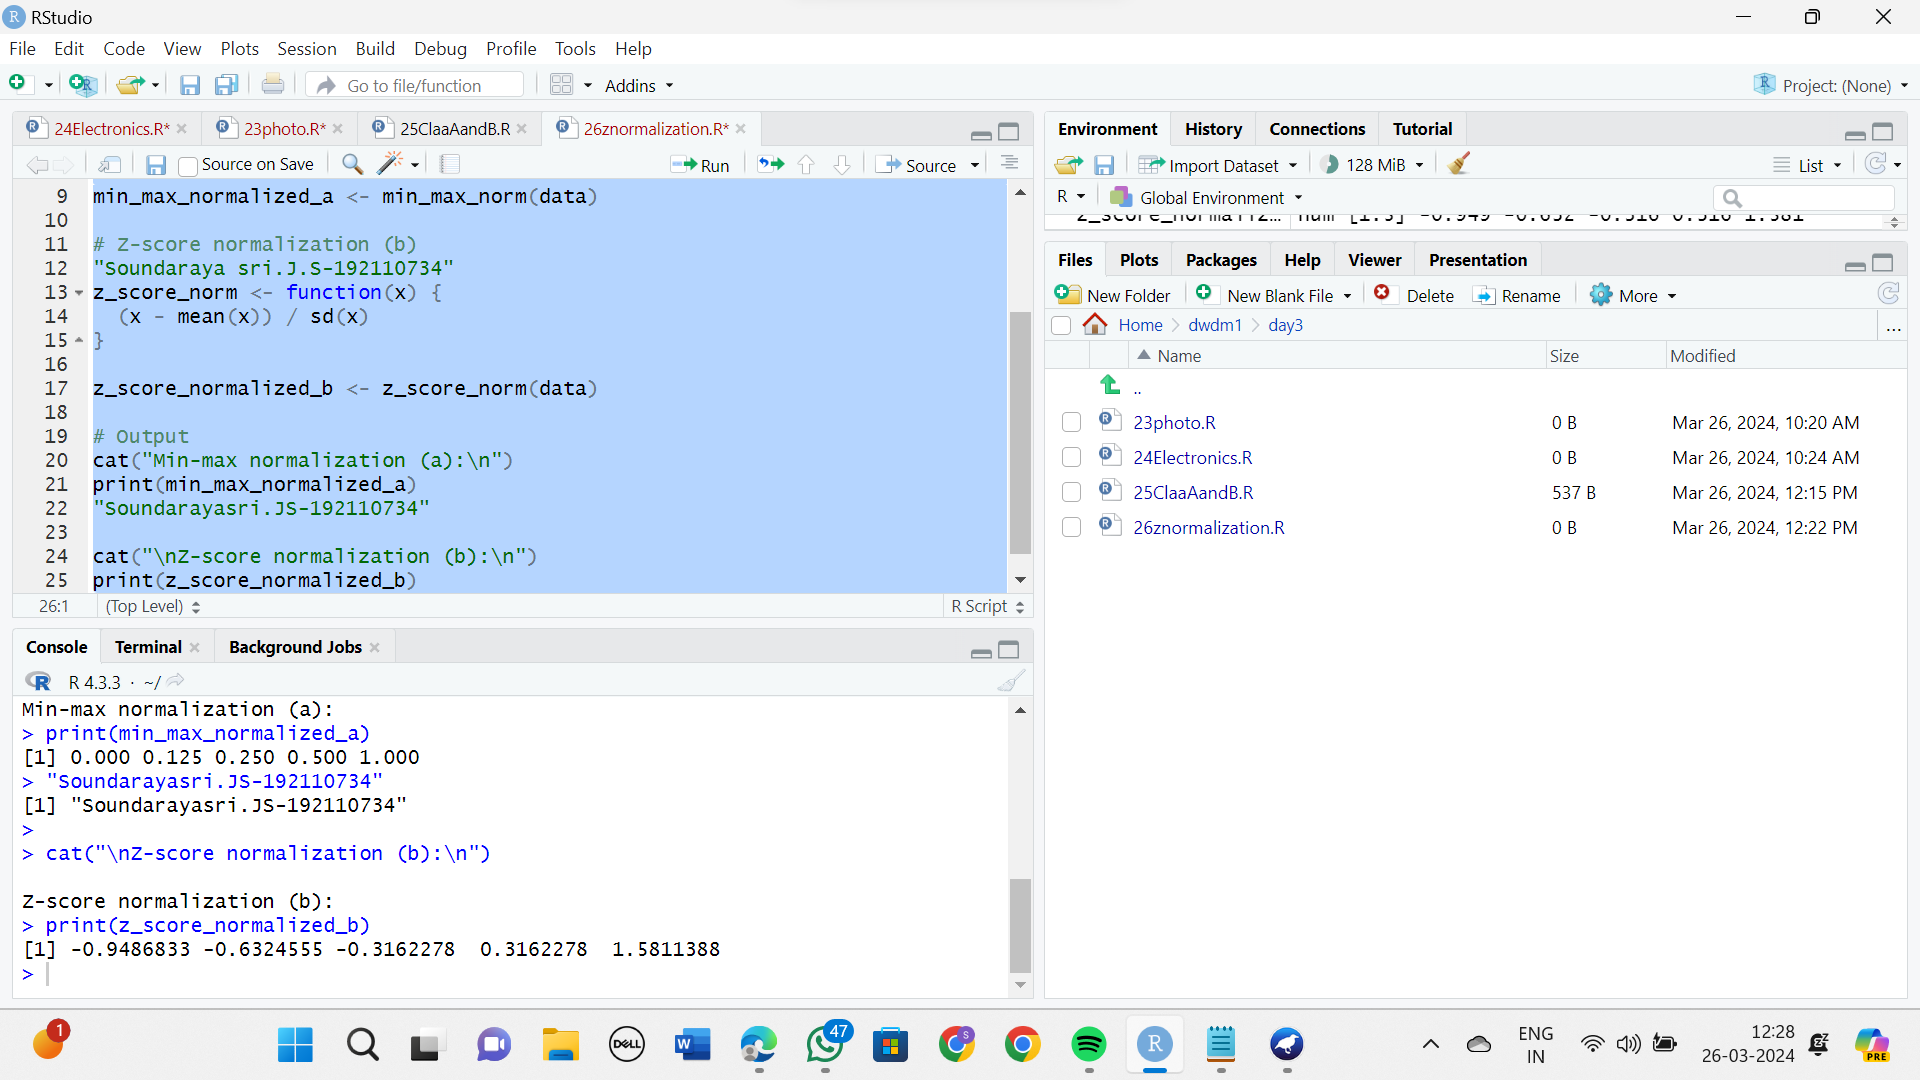 RStudio
File Edit Code View Plots Session Build Debug Profile Tools Help
Go to file/function Addins Project: (None)
24Electronics.R* 23photo.R* 25ClaaAandB.R 26znormalization.R*
Source on Save Run Source
9 min_max_normalized_a <- min_max_norm(data)
10
11 # Z-score normalization (b)
12 "Soundaraya sri.J.S-192110734"
13 z_score_norm <- function(x) {
14 (x - mean(x)) / sd(x)
15 }
16
17 z_score_normalized_b <- z_score_norm(data)
18
19 # Output
20 cat("Min-max normalization (a):\n")
21 print(min_max_normalized_a)
22 "Soundarayasri.JS-192110734"
23
24 cat("\nZ-score normalization (b):\n")
25 print(z_score_normalized_b)
26:1 (Top Level) R Script
Console Terminal Background Jobs
R 4.3.3 · ~/
Min-max normalization (a):
> print(min_max_normalized_a)
[1] 0.000 0.125 0.250 0.500 1.000
> "Soundarayasri.JS-192110734"
[1] "Soundarayasri.JS-192110734"
>
> cat("\nZ-score normalization (b):\n")
Z-score normalization (b):
> print(z_score_normalized_b)
[1] -0.9486833 -0.6324555 -0.3162278 0.3162278 1.5811388
>
Environment History Connections Tutorial
Import Dataset 128 MiB List
R Global Environment
z_score_normaliz... num [1:5] -0.949 -0.632 -0.316 0.316 1.581
Files Plots Packages Help Viewer Presentation
New Folder New Blank File Delete Rename More
Home dwdm1 day3 ...
Name Size Modified
..
23photo.R 0 B Mar 26, 2024, 10:20 AM
24Electronics.R 0 B Mar 26, 2024, 10:24 AM
25ClaaAandB.R 537 B Mar 26, 2024, 12:15 PM
26znormalization.R 0 B Mar 26, 2024, 12:22 PM
1
DELL
W
47
S
R
ENG
IN
12:28
26-03-2024
PRE